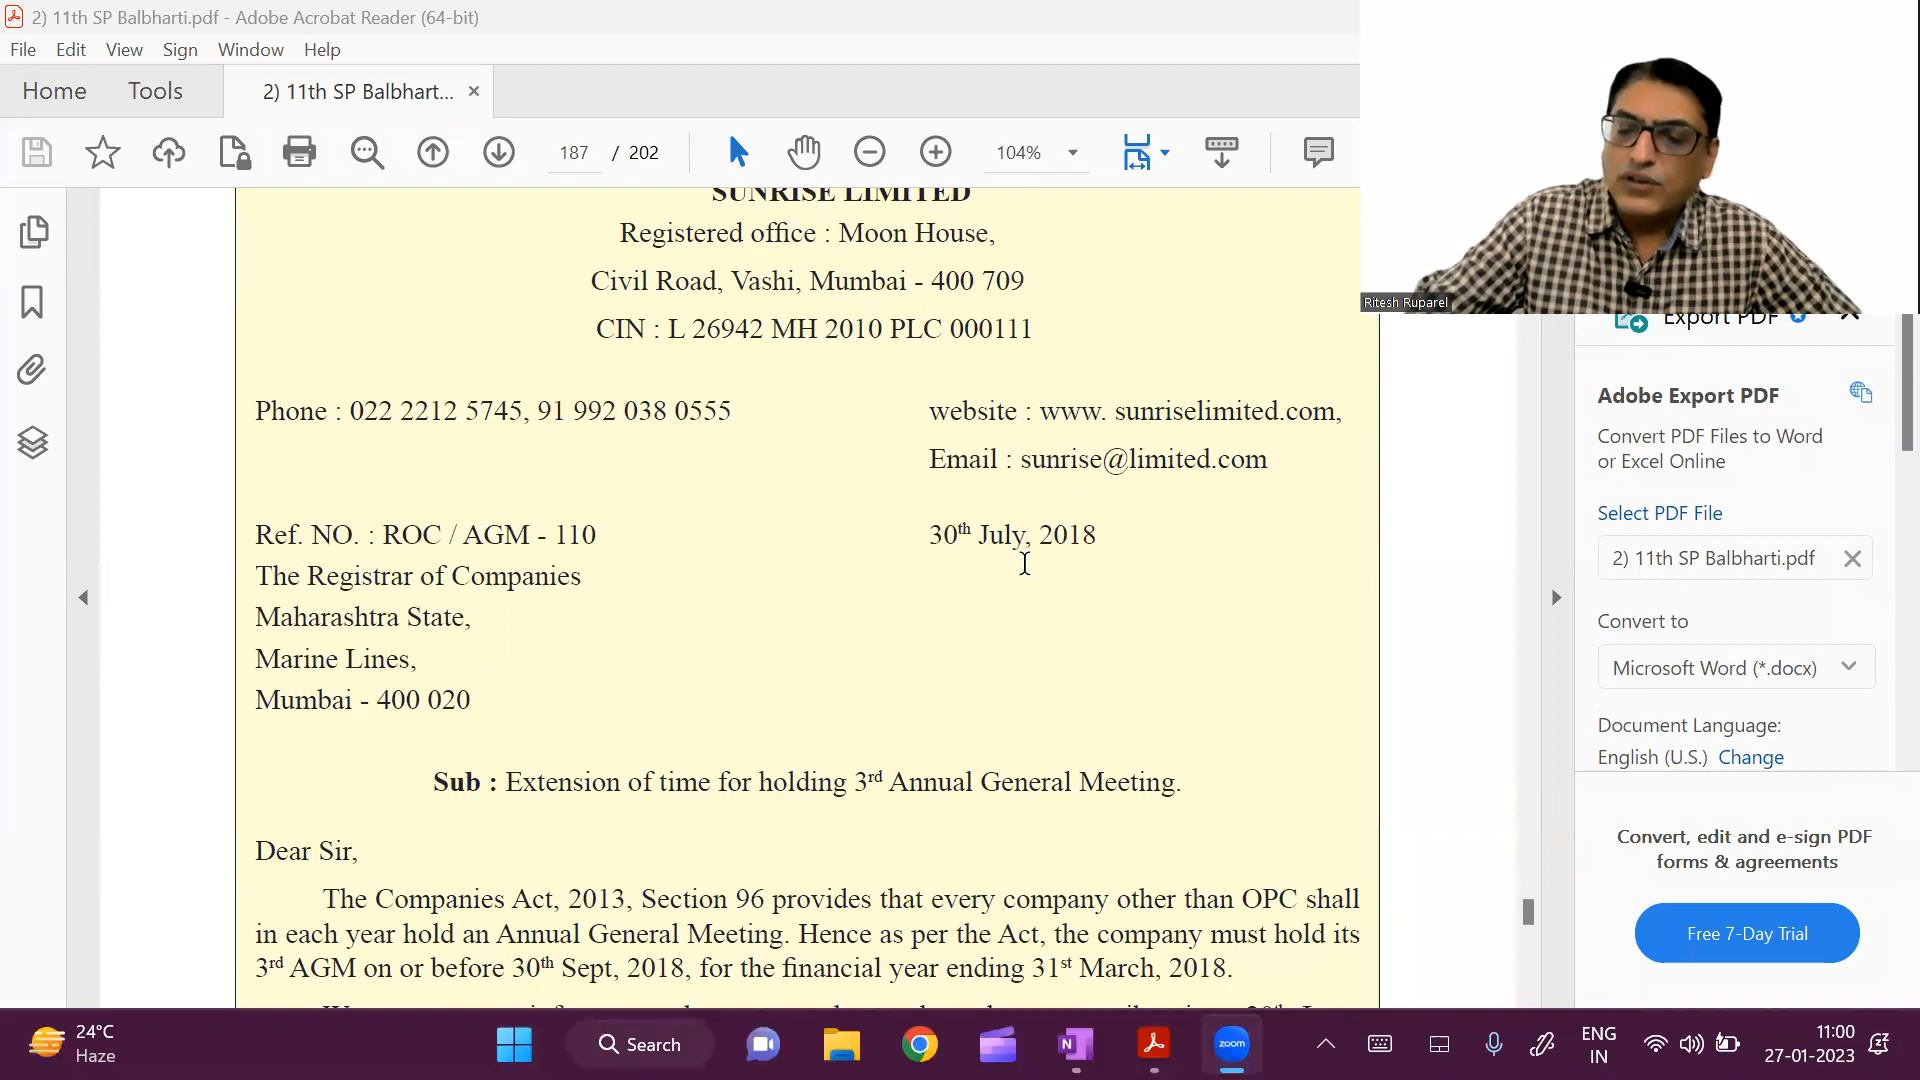 2) 11th SP Balbharti.pdf - Adobe Acrobat Reader (64-bit)
File Edit View Sign Window Help
Home Tools 2) 11th SP Balbhart... ×
187 / 202 104%
SUNRISE LIMITED
Registered office : Moon House,
Civil Road, Vashi, Mumbai - 400 709
CIN : L 26942 MH 2010 PLC 000111
Phone : 022 2212 5745, 91 992 038 0555 website : www. sunriselimited.com,
Email : sunrise@limited.com
Ref. NO. : ROC / AGM - 110 30th July, 2018
The Registrar of Companies
Maharashtra State,
Marine Lines,
Mumbai - 400 020
Sub : Extension of time for holding 3rd Annual General Meeting.
Dear Sir,
The Companies Act, 2013, Section 96 provides that every company other than OPC shall
in each year hold an Annual General Meeting. Hence as per the Act, the company must hold its
3rd AGM on or before 30th Sept, 2018, for the financial year ending 31st March, 2018.
Ritesh Ruparel
Export PDF
Adobe Export PDF
Convert PDF Files to Word
or Excel Online
Select PDF File
2) 11th SP Balbharti.pdf
Convert to
Microsoft Word (*.docx)
Document Language:
English (U.S.) Change
Convert, edit and e-sign PDF
forms & agreements
Free 7-Day Trial
24°C
Haze
Search
N
zoom
ENG
IN
11:00
27-01-2023